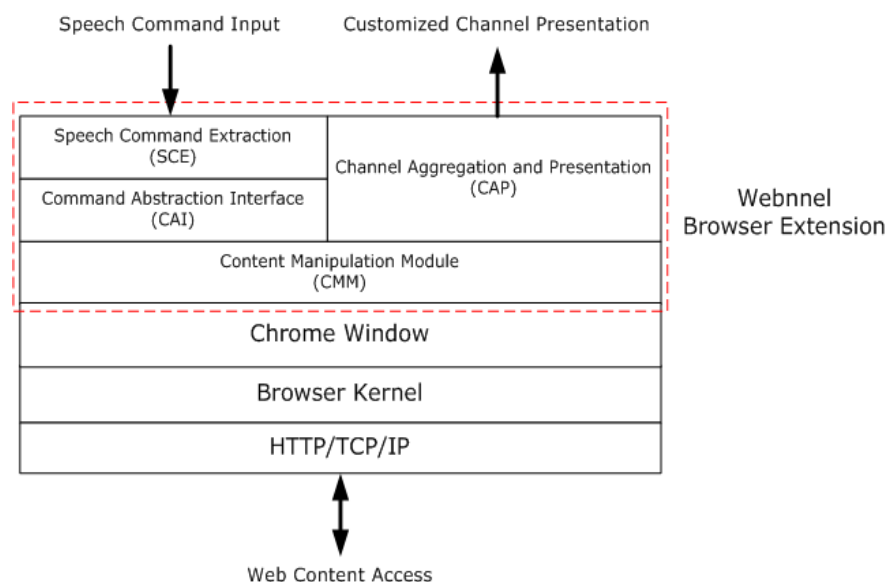 Speech Command Input
Customized Channel Presentation
Speech Command Extraction
(SCE)
Channel Aggregation and Presentation
(CAP)
Command Abstraction Interface
(CAI)
Webnnel
Browser Extension
Content Manipulation Module
(CMM)
Chrome Window
Browser Kernel
HTTP/TCP/IP
Web Content Access